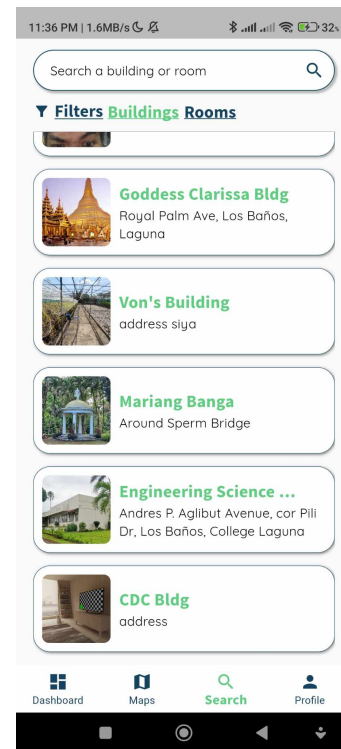 11:36 PM | 1.6MB/s
32%
Search a building or room
Filters Buildings Rooms
Goddess Clarissa Bldg
Royal Palm Ave, Los Baños,
Laguna
Von's Building
address siya
Mariang Banga
Around Sperm Bridge
Engineering Science ...
Andres P. Aglibut Avenue, cor Pili
Dr, Los Baños, College Laguna
CDC Bldg
address
Dashboard
Maps
Search
Profile